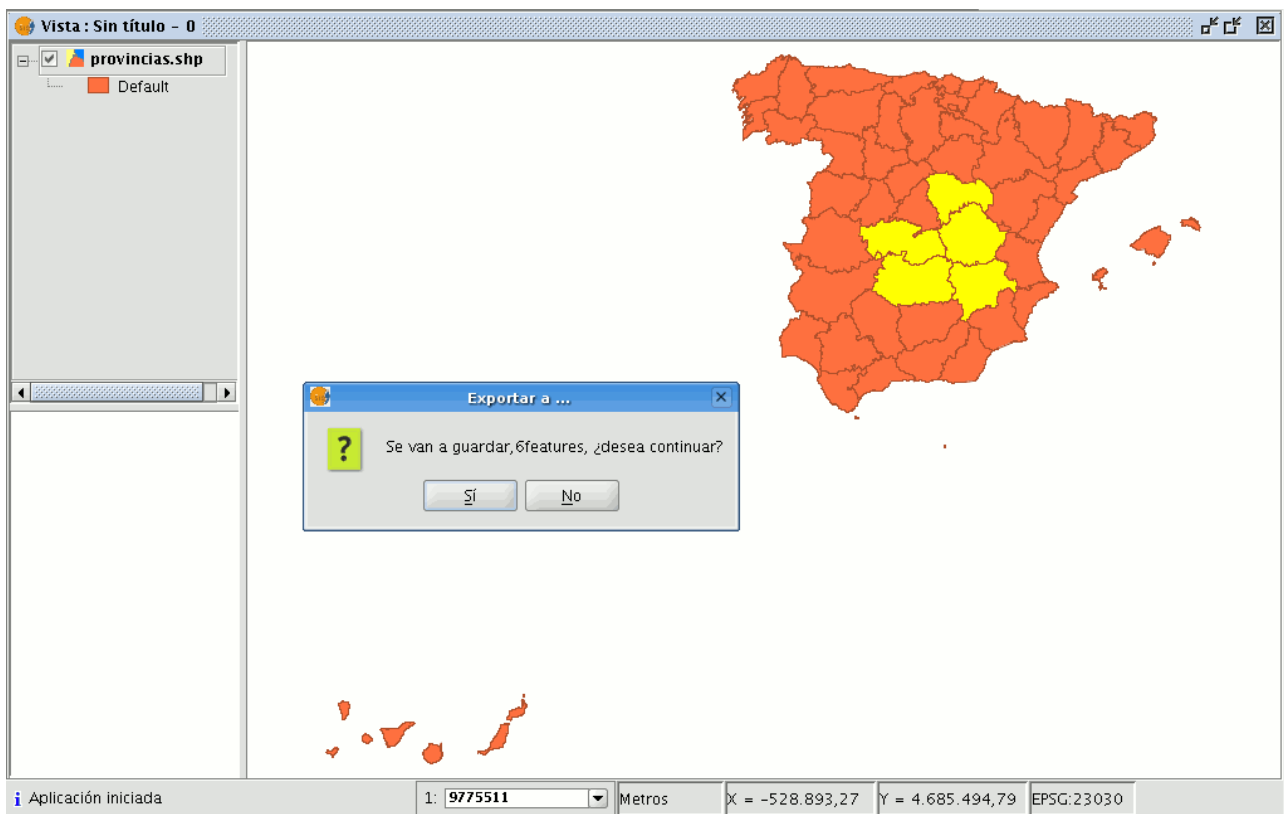 Vista : Sin título - 0
provincias.shp
Default
Exportar a ...
Se van a guardar,6features, ¿desea continuar?
Sí
No
Aplicación iniciada
1: 9775511
Metros
X = -528.893,27
Y = 4.685.494,79
EPSG:23030